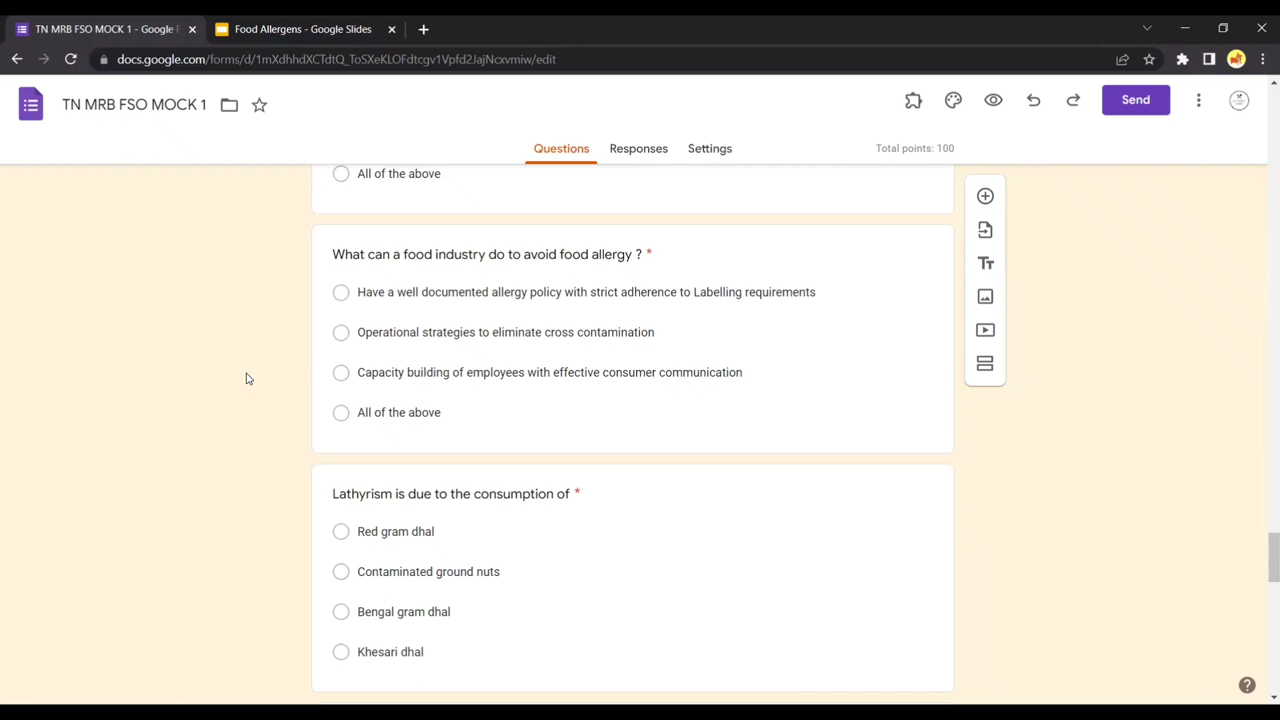 TN MRB FSO MOCK 1 - Google
Food Allergens - Google Slides
docs.google.com/forms/d/1mXdhhdXCTdtQ_ToSXeKLOFdtcgv1Vpfd2JajNcxvmiw/edit
TN MRB FSO MOCK 1
Send
Questions
Responses
Settings
Total points: 100
All of the above
What can a food industry do to avoid food allergy ? *
Have a well documented allergy policy with strict adherence to Labelling requirements
Operational strategies to eliminate cross contamination
Capacity building of employees with effective consumer communication
All of the above
Lathyrism is due to the consumption of *
Red gram dhal
Contaminated ground nuts
Bengal gram dhal
Khesari dhal